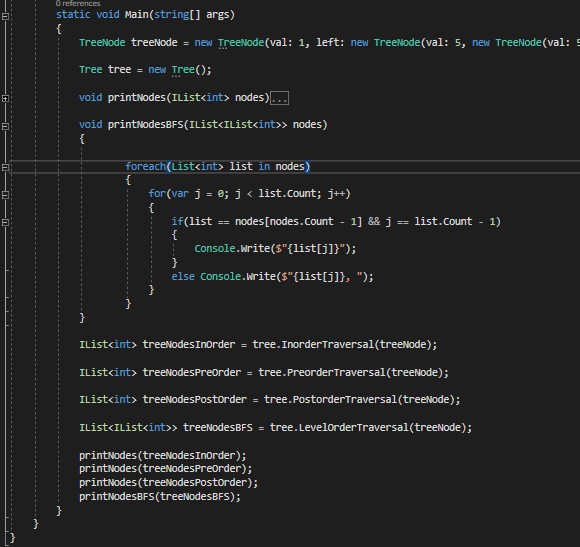 0 references
static void Main(string[] args)
{
TreeNode treeNode = new TreeNode(val: 1, left: new TreeNode(val: 5, new TreeNode(val: 5
Tree tree = new Tree();
void printNodes(IList<int> nodes)...
void printNodesBFS(IList<IList<int>> nodes)
{
foreach(List<int> list in nodes)
{
for(var j = 0; j < list.Count; j++)
{
if(list == nodes[nodes.Count - 1] && j == list.Count - 1)
{
Console.Write($"{list[j]}");
}
else Console.Write($"{list[j]}, ");
}
}
}
IList<int> treeNodesInOrder = tree.InorderTraversal(treeNode);
IList<int> treeNodesPreOrder = tree.PreorderTraversal(treeNode);
IList<int> treeNodesPostOrder = tree.PostorderTraversal(treeNode);
IList<IList<int>> treeNodesBFS = tree.LevelOrderTraversal(treeNode);
printNodes(treeNodesInOrder);
printNodes(treeNodesPreOrder);
printNodes(treeNodesPostOrder);
printNodesBFS(treeNodesBFS);
}
}
}